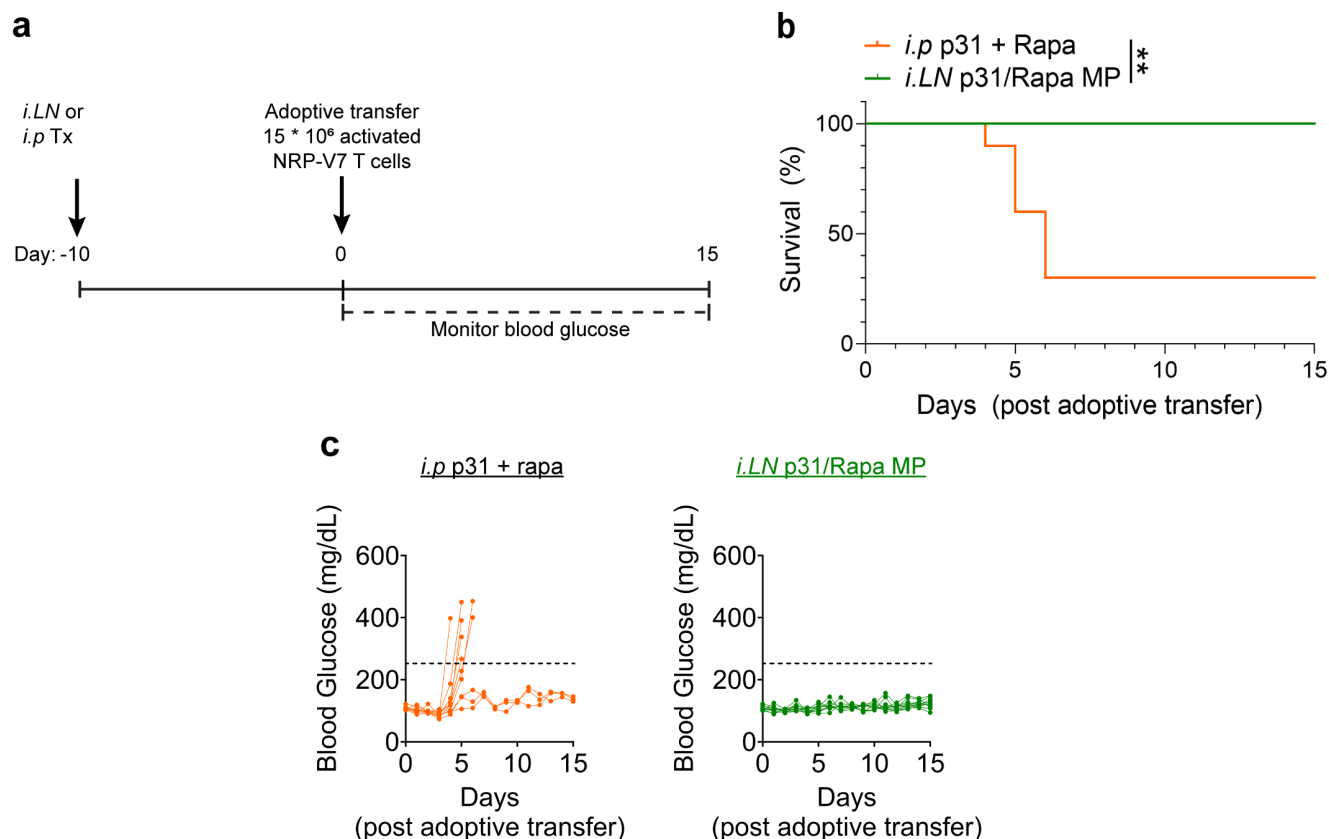 a
i.LN or
i.p Tx
Adoptive transfer
15 * 10⁶ activated
NRP-V7 T cells
Day: -10
0
15
Monitor blood glucose
b
i.p p31 + Rapa
i.LN p31/Rapa MP
**
Survival (%)
100
50
0
0 5 10 15
Days (post adoptive transfer)
c
i.p p31 + rapa
Blood Glucose (mg/dL)
600
400
200
0
0 5 10 15
Days
(post adoptive transfer)
i.LN p31/Rapa MP
Blood Glucose (mg/dL)
600
400
200
0
0 5 10 15
Days
(post adoptive transfer)